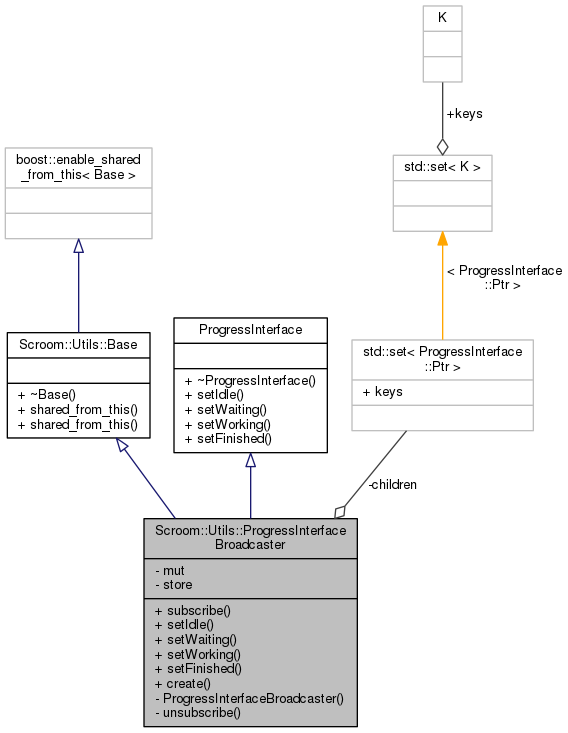 K
+keys
boost::enable_shared
_from_this< Base >
std::set< K >
< ProgressInterface
::Ptr >
Scroom::Utils::Base
+ ~Base()
+ shared_from_this()
+ shared_from_this()
ProgressInterface
+ ~ProgressInterface()
+ setIdle()
+ setWaiting()
+ setWorking()
+ setFinished()
std::set< ProgressInterface
::Ptr >
+ keys
-children
Scroom::Utils::ProgressInterface
Broadcaster
- mut
- store
+ subscribe()
+ setIdle()
+ setWaiting()
+ setWorking()
+ setFinished()
+ create()
- ProgressInterfaceBroadcaster()
- unsubscribe()